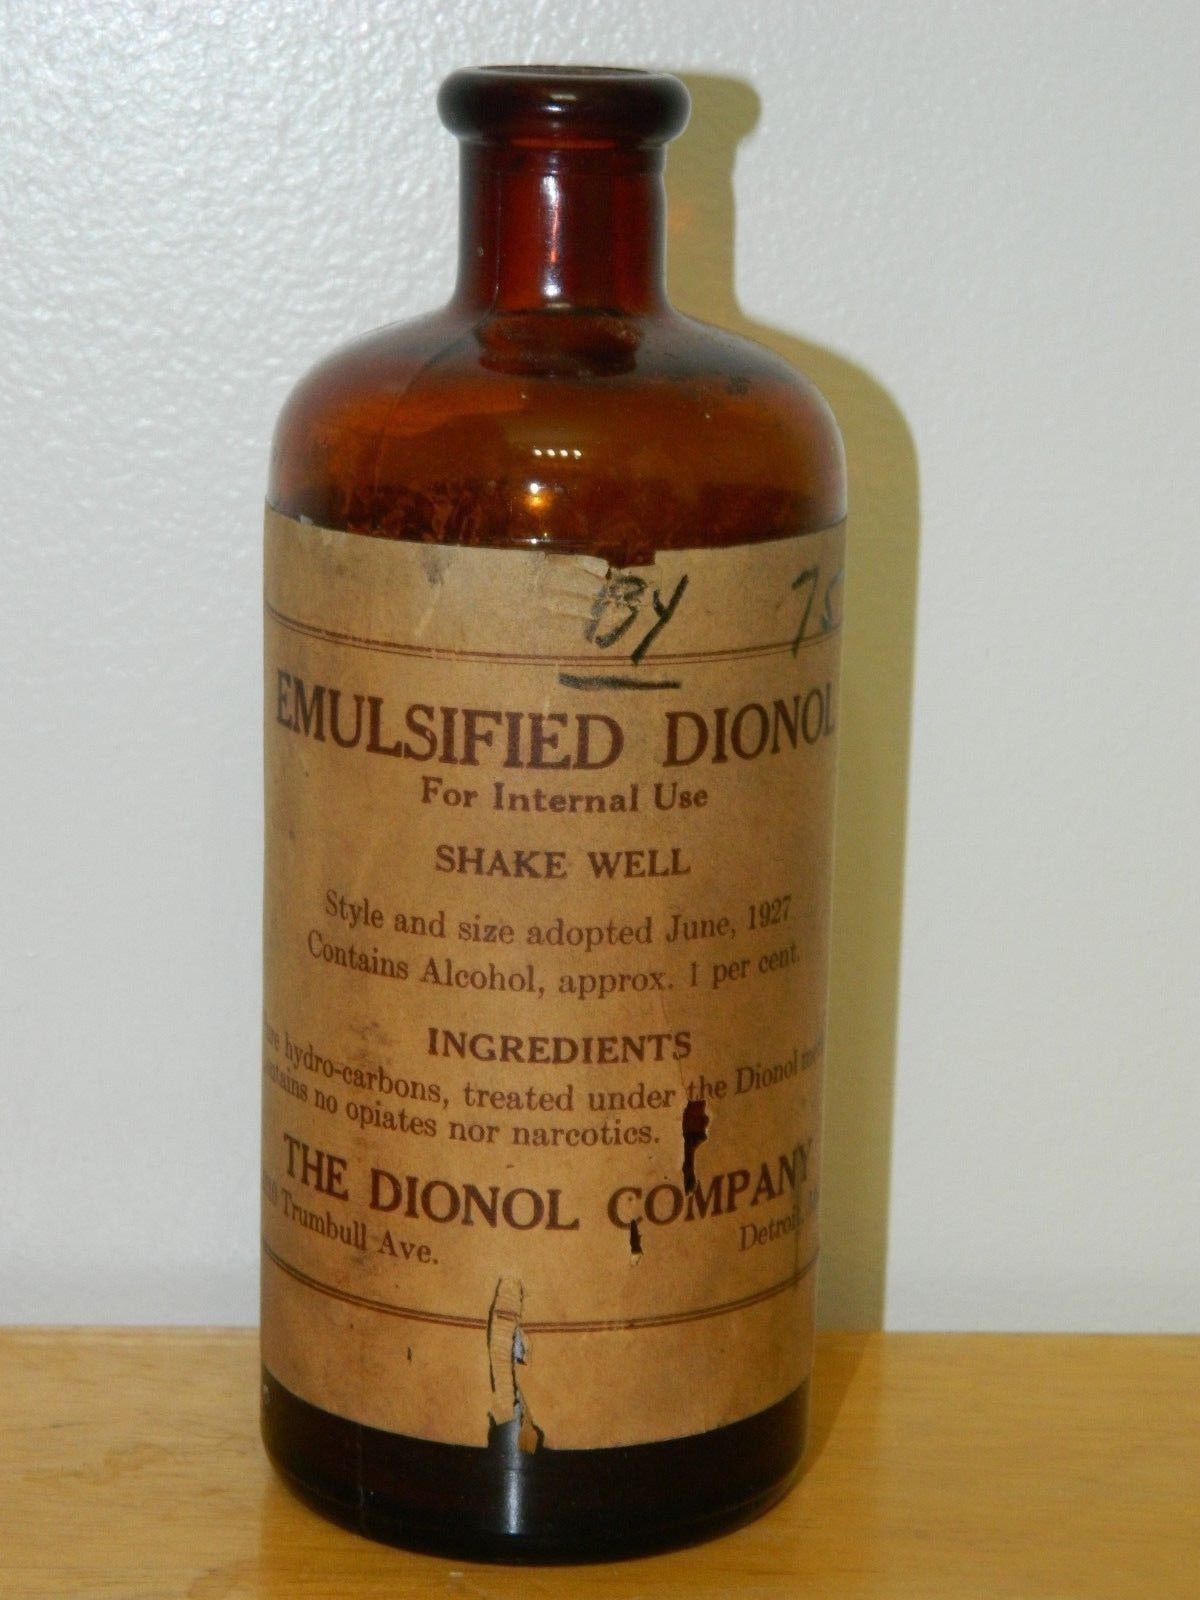 BY 75
EMULSIFIED DIONOL
For Internal Use
SHAKE WELL
Style and size adopted June, 1927
Contains Alcohol, approx. 1 per cent.
INGREDIENTS
hydro-carbons, treated under the Dionol
no opiates nor narcotics.
THE DIONOL COMPANY
Trumbull Ave. Detroit,